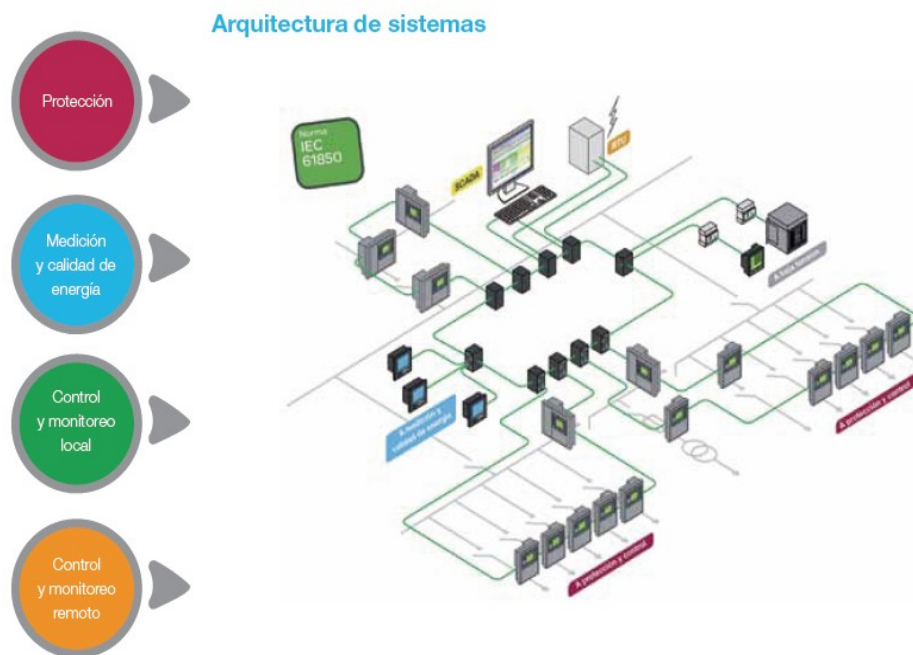 Arquitectura de sistemas
Protección
Medición
y calidad de
energía
Control
y monitoreo
local
Control
y monitoreo
remoto
Norma
IEC
61850
SCADA
RTU
A baja tensión
A medición y
calidad de energía
A protección y control
A protección y control